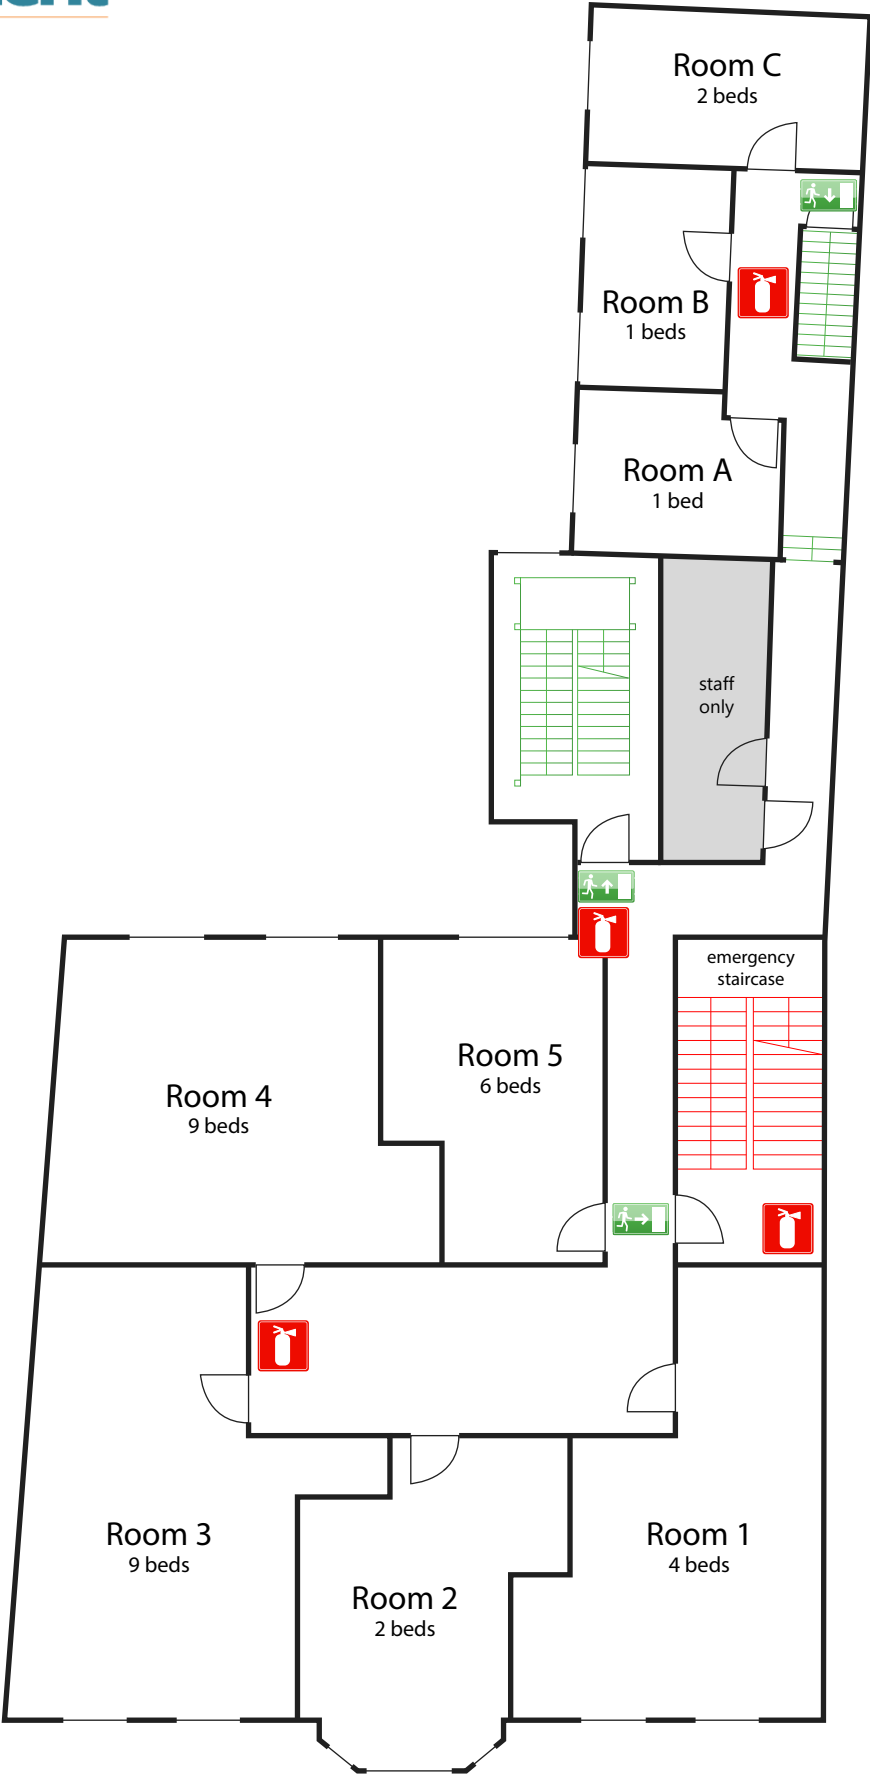 Room C
2 beds
Room B
1 beds
Room A
1 bed
staff
only
emergency
staircase
Room 5
6 beds
Room 4
9 beds
Room 3
9 beds
Room 1
4 beds
Room 2
2 beds